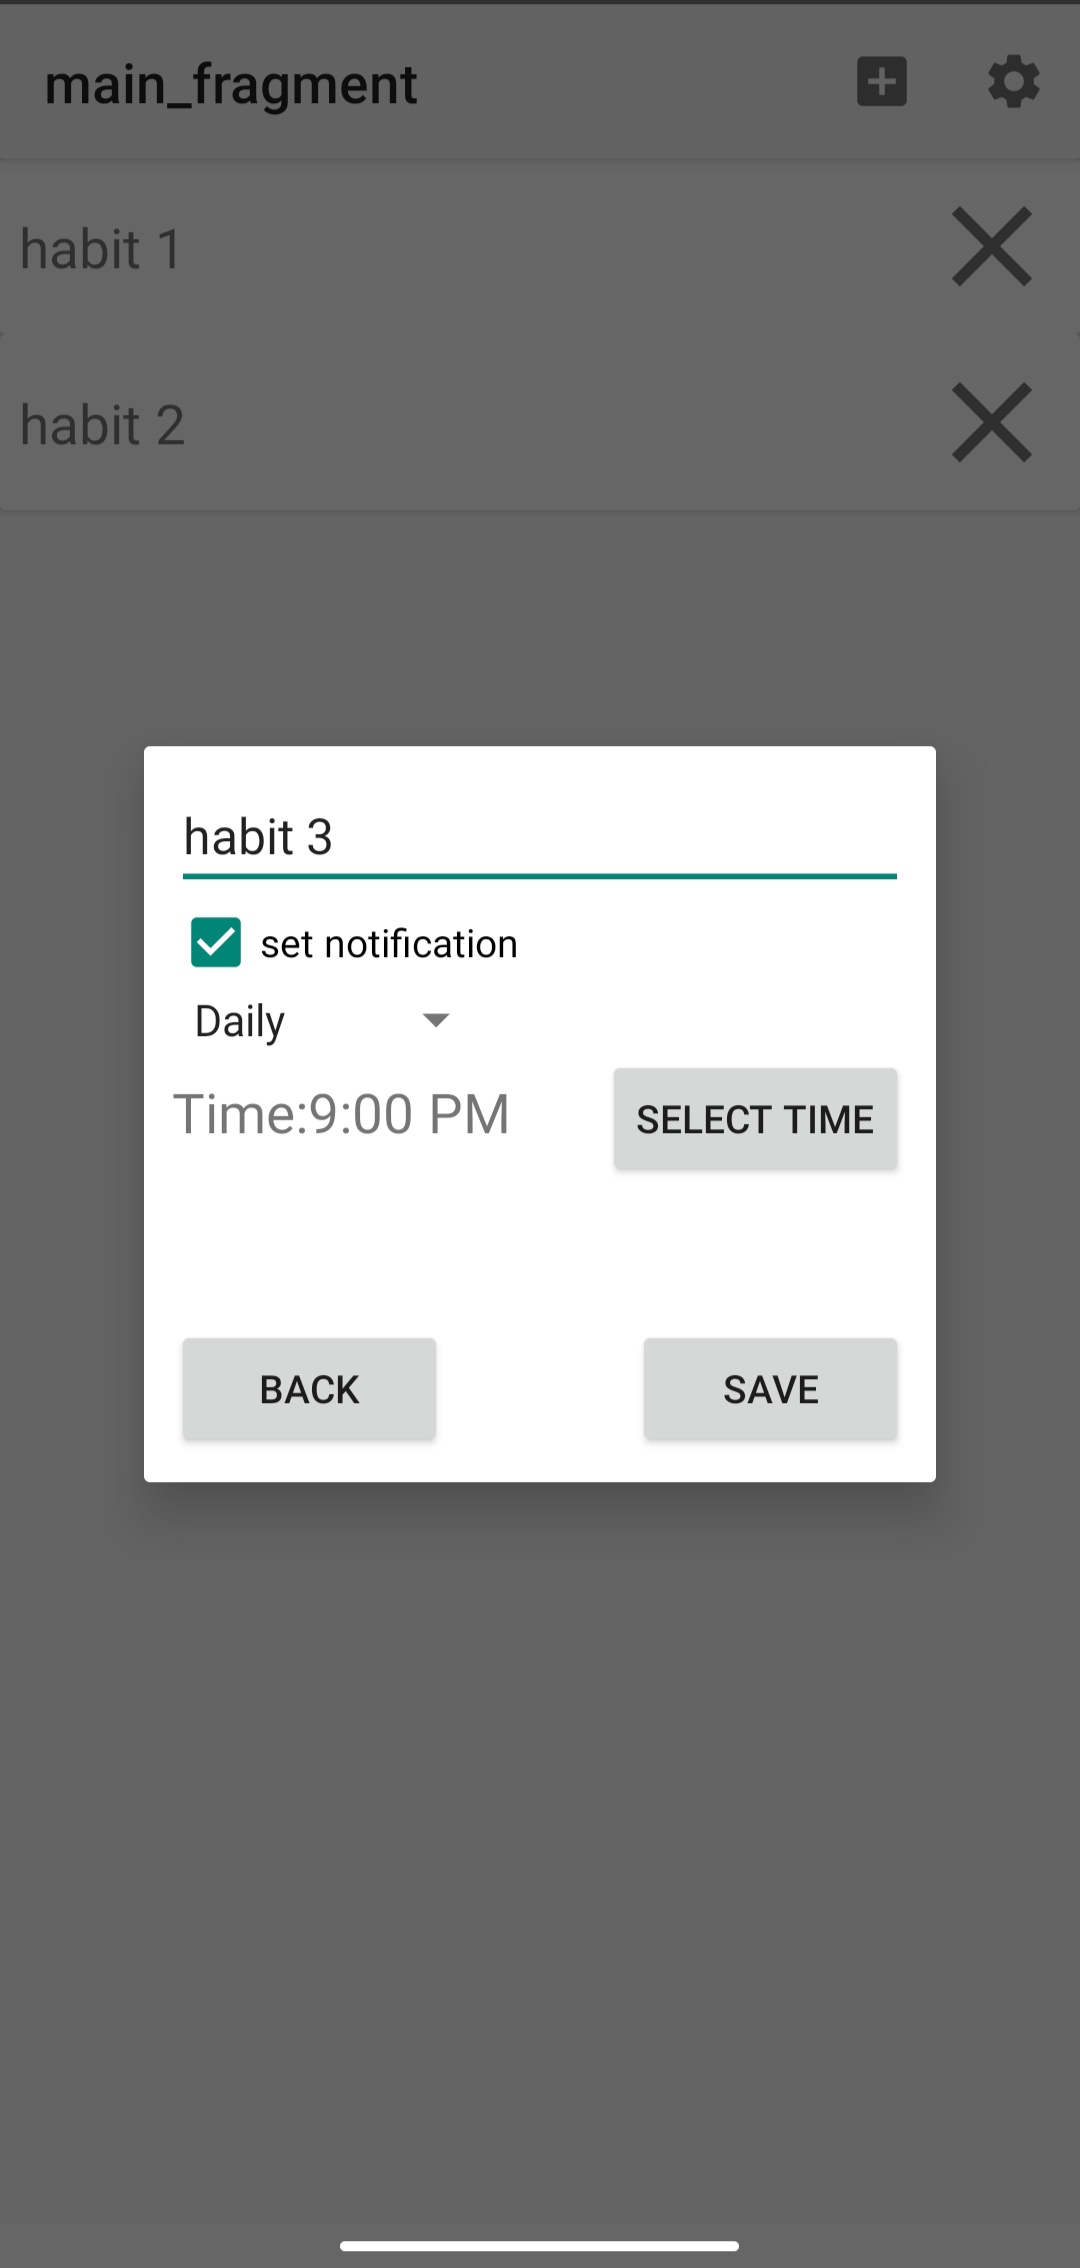 main_fragment
habit 1
habit 2
habit 3
set notification
Daily
Time:9:00 PM
SELECT TIME
BACK
SAVE